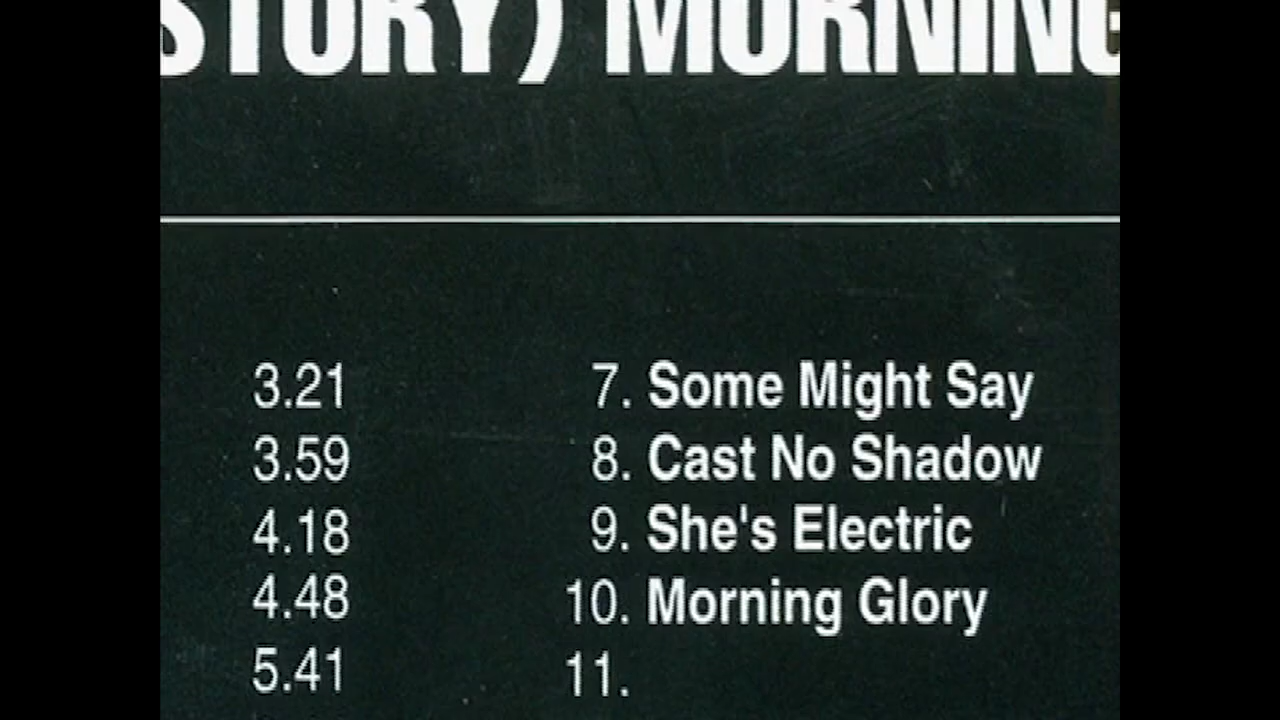 STORY) MORNING
3.21 7. Some Might Say
3.59 8. Cast No Shadow
4.18 9. She's Electric
4.48 10. Morning Glory
5.41 11.